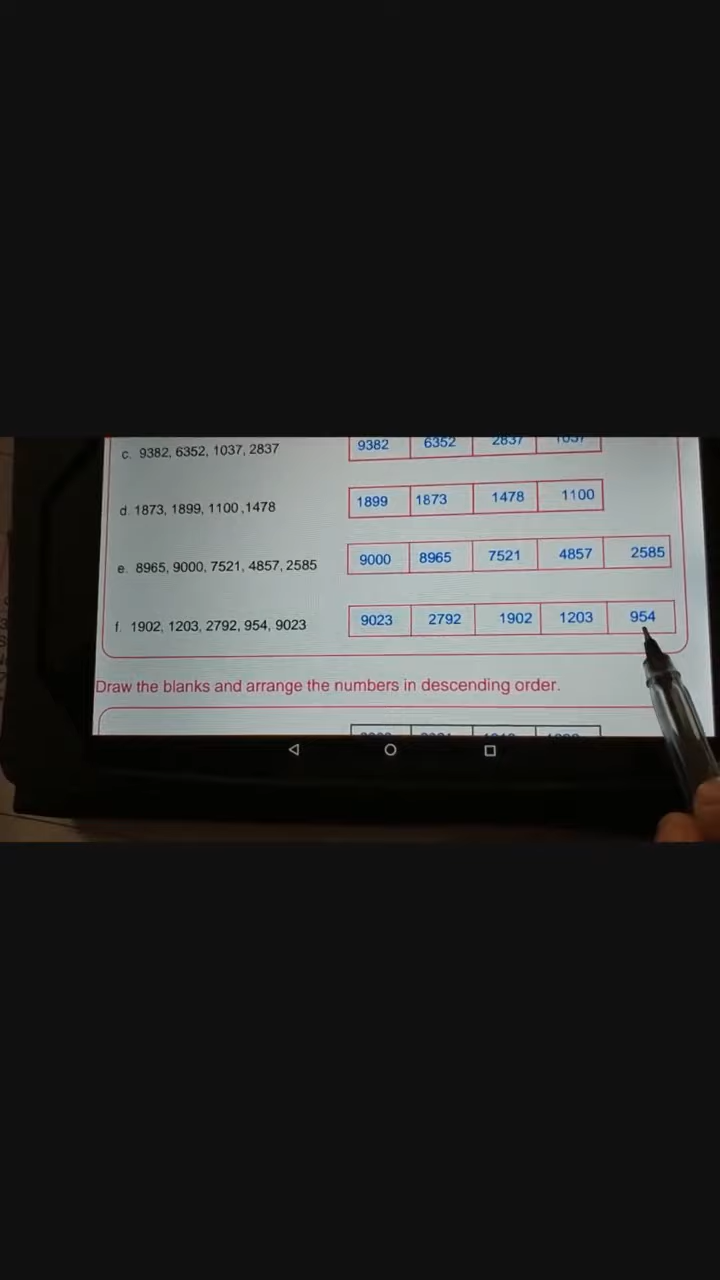 c. 9382, 6352, 1037, 2837 9382 6352 2837 1037
d. 1873, 1899, 1100 ,1478 1899 1873 1478 1100
e. 8965, 9000, 7521, 4857, 2585 9000 8965 7521 4857 2585
f. 1902, 1203, 2792, 954, 9023 9023 2792 1902 1203 954
Draw the blanks and arrange the numbers in descending order.